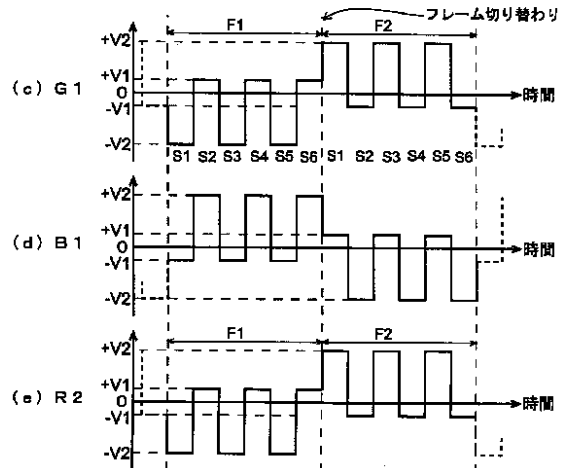 F1 フレーム切り替わり F2
+V2
+V1
(c) G1 0 時間
-V1
-V2
S1 S2 S3 S4 S5 S6 S1 S2 S3 S4 S5 S6
+V2
+V1
(d) B1 0 時間
-V1
-V2
F1 F2
+V2
+V1
(e) R2 0 時間
-V1
-V2